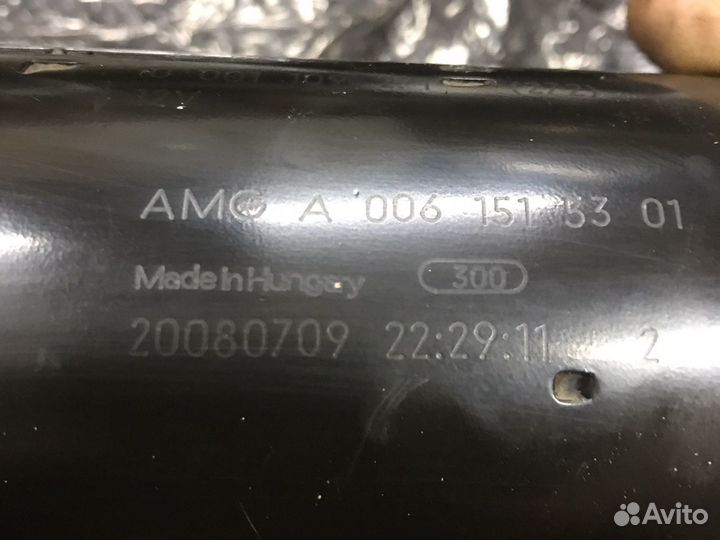 AMG A 006 151 53 01
Made in Hungary 300
20080709 22:29:11 2
Avito